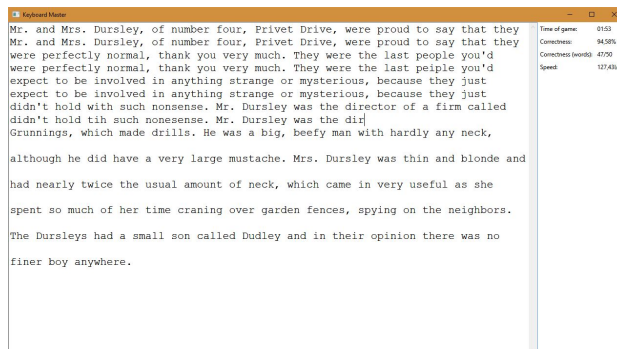 Keyboard Master
Mr. and Mrs. Dursley, of number four, Privet Drive, were proud to say that they
Mr. and Mrs. Dursley, of number four, Privet Drive, were proud to say that they
were perfectly normal, thank you very much. They were the last people you'd
were perfectly normal, thank you very much. They were the last peiple you'd
expect to be involved in anything strange or mysterious, because they just
expect to be involved in anything strange or mysterious, because they just
didn't hold with such nonsense. Mr. Dursley was the director of a firm called
didn't hold tih such nonesense. Mr. Dursley was the dir
Grunnings, which made drills. He was a big, beefy man with hardly any neck,
although he did have a very large mustache. Mrs. Dursley was thin and blonde and
had nearly twice the usual amount of neck, which came in very useful as she
spent so much of her time craning over garden fences, spying on the neighbors.
The Dursleys had a small son called Dudley and in their opinion there was no
finer boy anywhere.
Time of game: 01:53
Correctness: 94,58%
Correctness (words): 47/50
Speed: